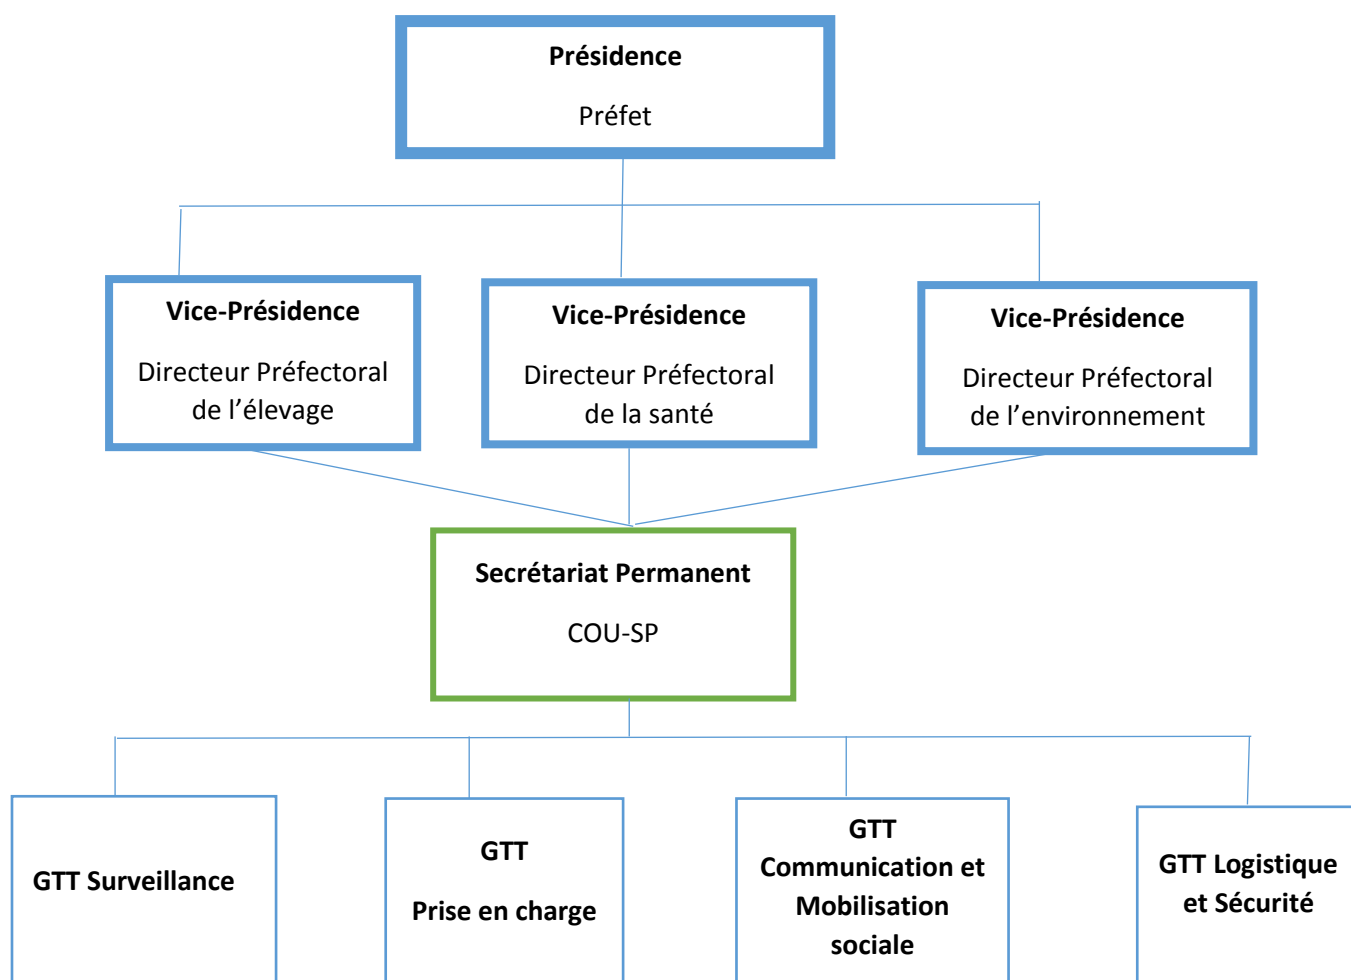 Présidence
Préfet
Vice-Présidence
Directeur Préfectoral
de l’élevage
Vice-Présidence
Directeur Préfectoral
de la santé
Vice-Présidence
Directeur Préfectoral
de l’environnement
Secrétariat Permanent
COU-SP
GTT Surveillance
GTT
Prise en charge
GTT
Communication et
Mobilisation
sociale
GTT Logistique
et Sécurité